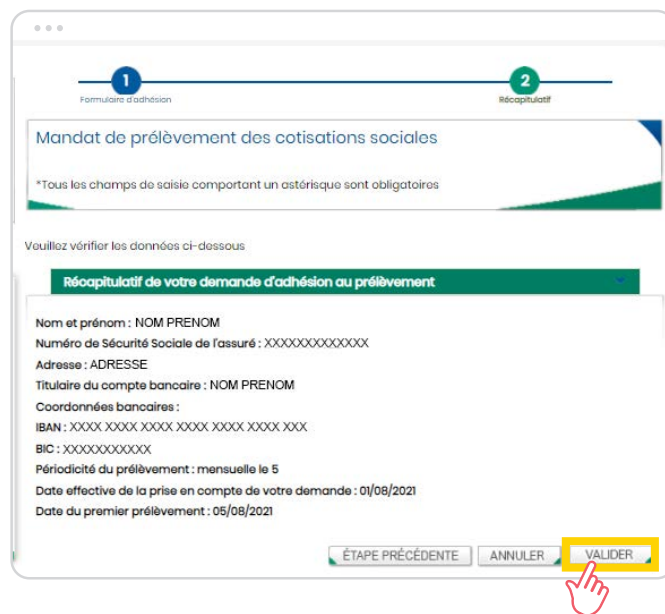 1
2
Formulaire d'adhésion
Récapitulatif
Mandat de prélèvement des cotisations sociales
*Tous les champs de saisie comportant un astérisque sont obligatoires
Veuillez vérifier les données ci-dessous
Récapitulatif de votre demande d'adhésion au prélèvement
Nom et prénom : NOM PRENOM
Numéro de Sécurité Sociale de l'assuré : XXXXXXXXXXXXX
Adresse : ADRESSE
Titulaire du compte bancaire : NOM PRENOM
Coordonnées bancaires :
IBAN : XXXX XXXX XXXX XXXX XXXX XXXX XXX
BIC : XXXXXXXXXXX
Périodicité du prélèvement : mensuelle le 5
Date effective de la prise en compte de votre demande : 01/08/2021
Date du premier prélèvement : 05/08/2021
ÉTAPE PRÉCÉDENTE ANNULER VALIDER